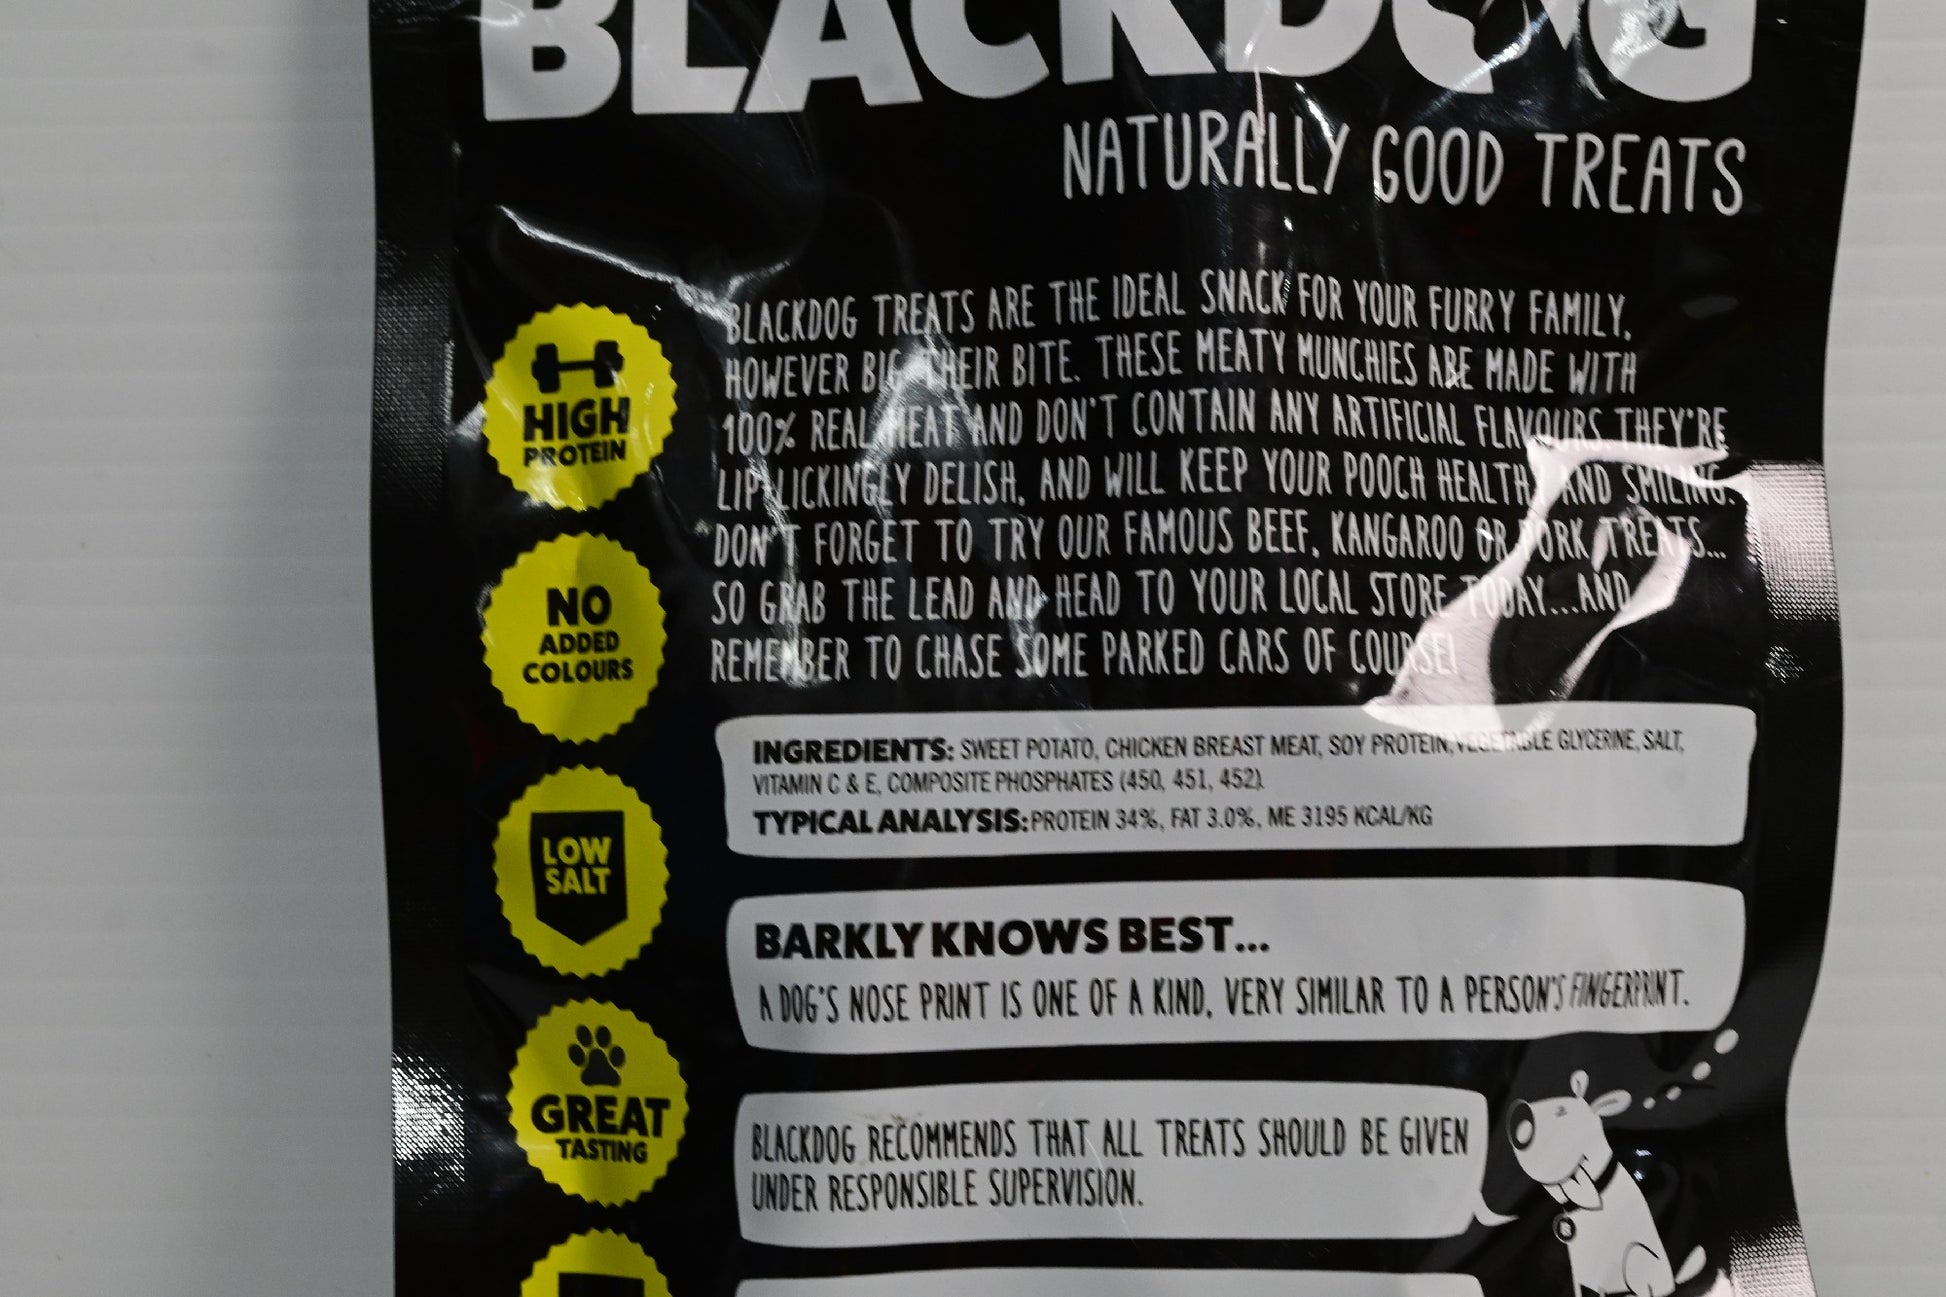 BLACKDOG
NATURALLY GOOD TREATS
BLACKDOG TREATS ARE THE IDEAL SNACK FOR YOUR FURRY FAMILY,
HOWEVER BIG THEIR BITE. THESE MEATY MUNCHIES ARE MADE WITH
100% REAL MEAT AND DON'T CONTAIN ANY ARTIFICIAL FLAVOURS. THEY'RE
LIP-LICKINGLY DELISH, AND WILL KEEP YOUR POOCH HEALTHY AND SMILING.
DON'T FORGET TO TRY OUR FAMOUS BEEF, KANGAROO OR PORK TREATS...
SO GRAB THE LEAD AND HEAD TO YOUR LOCAL STORE TODAY...AND
REMEMBER TO CHASE SOME PARKED CARS OF COURSE!
HIGH
PROTEIN
NO
ADDED
COLOURS
LOW
SALT
GREAT
TASTING
INGREDIENTS: SWEET POTATO, CHICKEN BREAST MEAT, SOY PROTEIN, VEGETABLE GLYCERINE, SALT,
VITAMIN C & E, COMPOSITE PHOSPHATES (450, 451, 452).
TYPICAL ANALYSIS: PROTEIN 34%, FAT 3.0%, ME 3195 KCAL/KG
BARKLY KNOWS BEST...
A DOG'S NOSE PRINT IS ONE OF A KIND, VERY SIMILAR TO A PERSON'S FINGERPRINT.
BLACKDOG RECOMMENDS THAT ALL TREATS SHOULD BE GIVEN
UNDER RESPONSIBLE SUPERVISION.